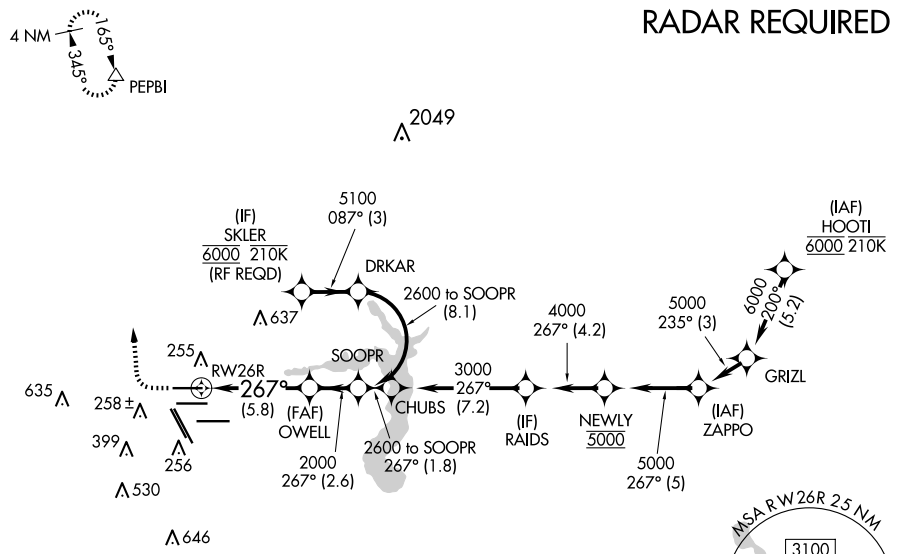 RADAR REQUIRED
4 NM
165°
345°
PEPBI
2049
5100
087° (3)
(IF)
SKLER
6000 210K
(RF REQD)
DRKAR
(IAF)
HOOTI
6000 210K
2600 to SOOPR
(8.1)
4000
267° (4.2)
5000
235° (3)
6000
200°
(5.2)
637
GRIZL
255
RW26R
SOOPR
3000
267°
(7.2)
267°
(5.8)
635
258 ±
(FAF)
OWELL
CHUBS
(IF)
RAIDS
NEWLY
5000
(IAF)
ZAPPO
399
256
2000
267° (2.6)
2600 to SOOPR
267° (1.8)
5000
267° (5)
530
646
MSA RW26R 25 NM
3100